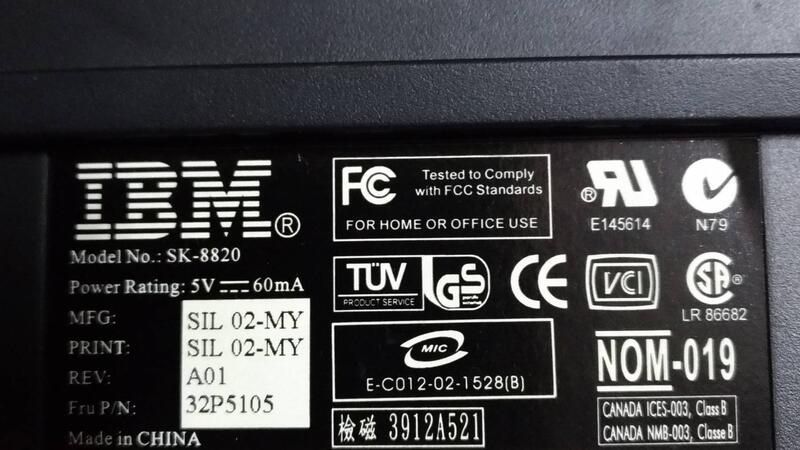 IBM®
Model No.: SK-8820
Power Rating: 5V 60mA
MFG: SIL 02-MY
PRINT: SIL 02-MY
REV: A01
Fru P/N: 32P5105
Made in CHINA
FC Tested to Comply
with FCC Standards
FOR HOME OR OFFICE USE
®RU
E145614
N79
TÜV
PRODUCT SERVICE
GS
CE
VCI
SA®
LR 86682
MIC
E-C012-02-1528(B)
NOM-019
檢磁 3912A521
CANADA ICES-003, Class B
CANADA NMB-003, Classe B